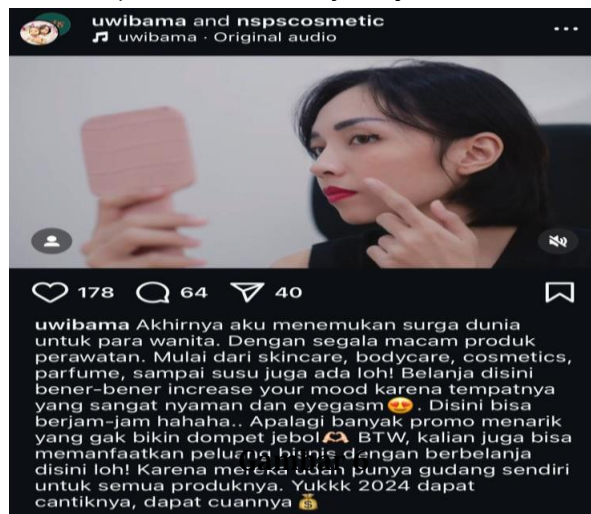 uwibama and nspscosmetic
uwibama · Original audio
178 64 40
uwibama Akhirnya aku menemukan surga dunia
untuk para wanita. Dengan segala macam produk
perawatan. Mulai dari skincare, bodycare, cosmetics,
parfume, sampai susu juga ada loh! Belanja disini
bener-bener increase your mood karena tempatnya
yang sangat nyaman dan eyegasm😍. Disini bisa
berjam-jam hahaha.. Apalagi banyak promo menarik
yang gak bikin dompet jebol🫶 BTW, kalian juga bisa
memanfaatkan dengan berbelanja
disini loh! Karena mereka punya gudang sendiri
untuk semua produknya. Yukkk 2024 dapat
cantiknya, dapat cuannya 💰